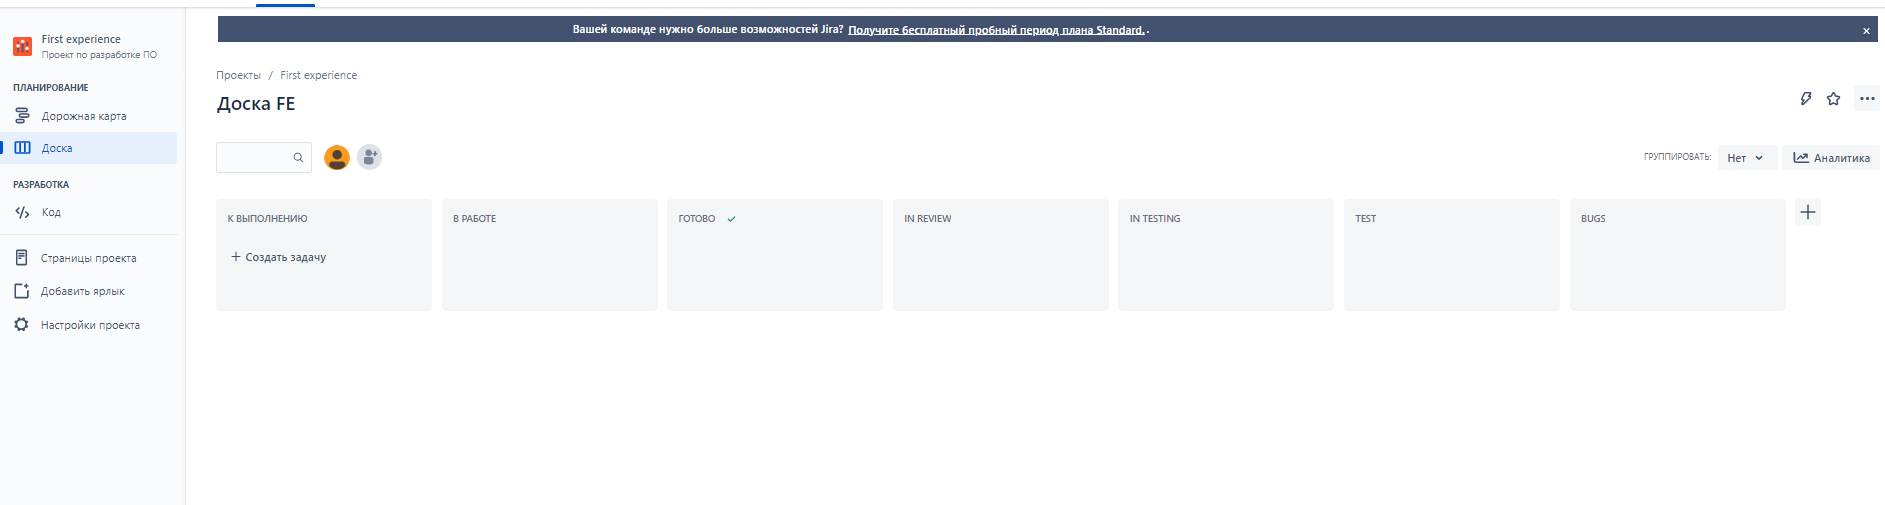 Вашей команде нужно больше возможностей Jira? Получите бесплатный пробный период плана Standard. .
First experience
Проект по разработке ПО
ПЛАНИРОВАНИЕ
Дорожная карта
Доска
РАЗРАБОТКА
Код
Страницы проекта
Добавить ярлык
Настройки проекта
Проекты / First experience
Доска FE
ГРУППИРОВАТЬ: Нет Аналитика
К ВЫПОЛНЕНИЮ
Создать задачу
В РАБОТЕ
ГОТОВО
IN REVIEW
IN TESTING
TEST
BUGS